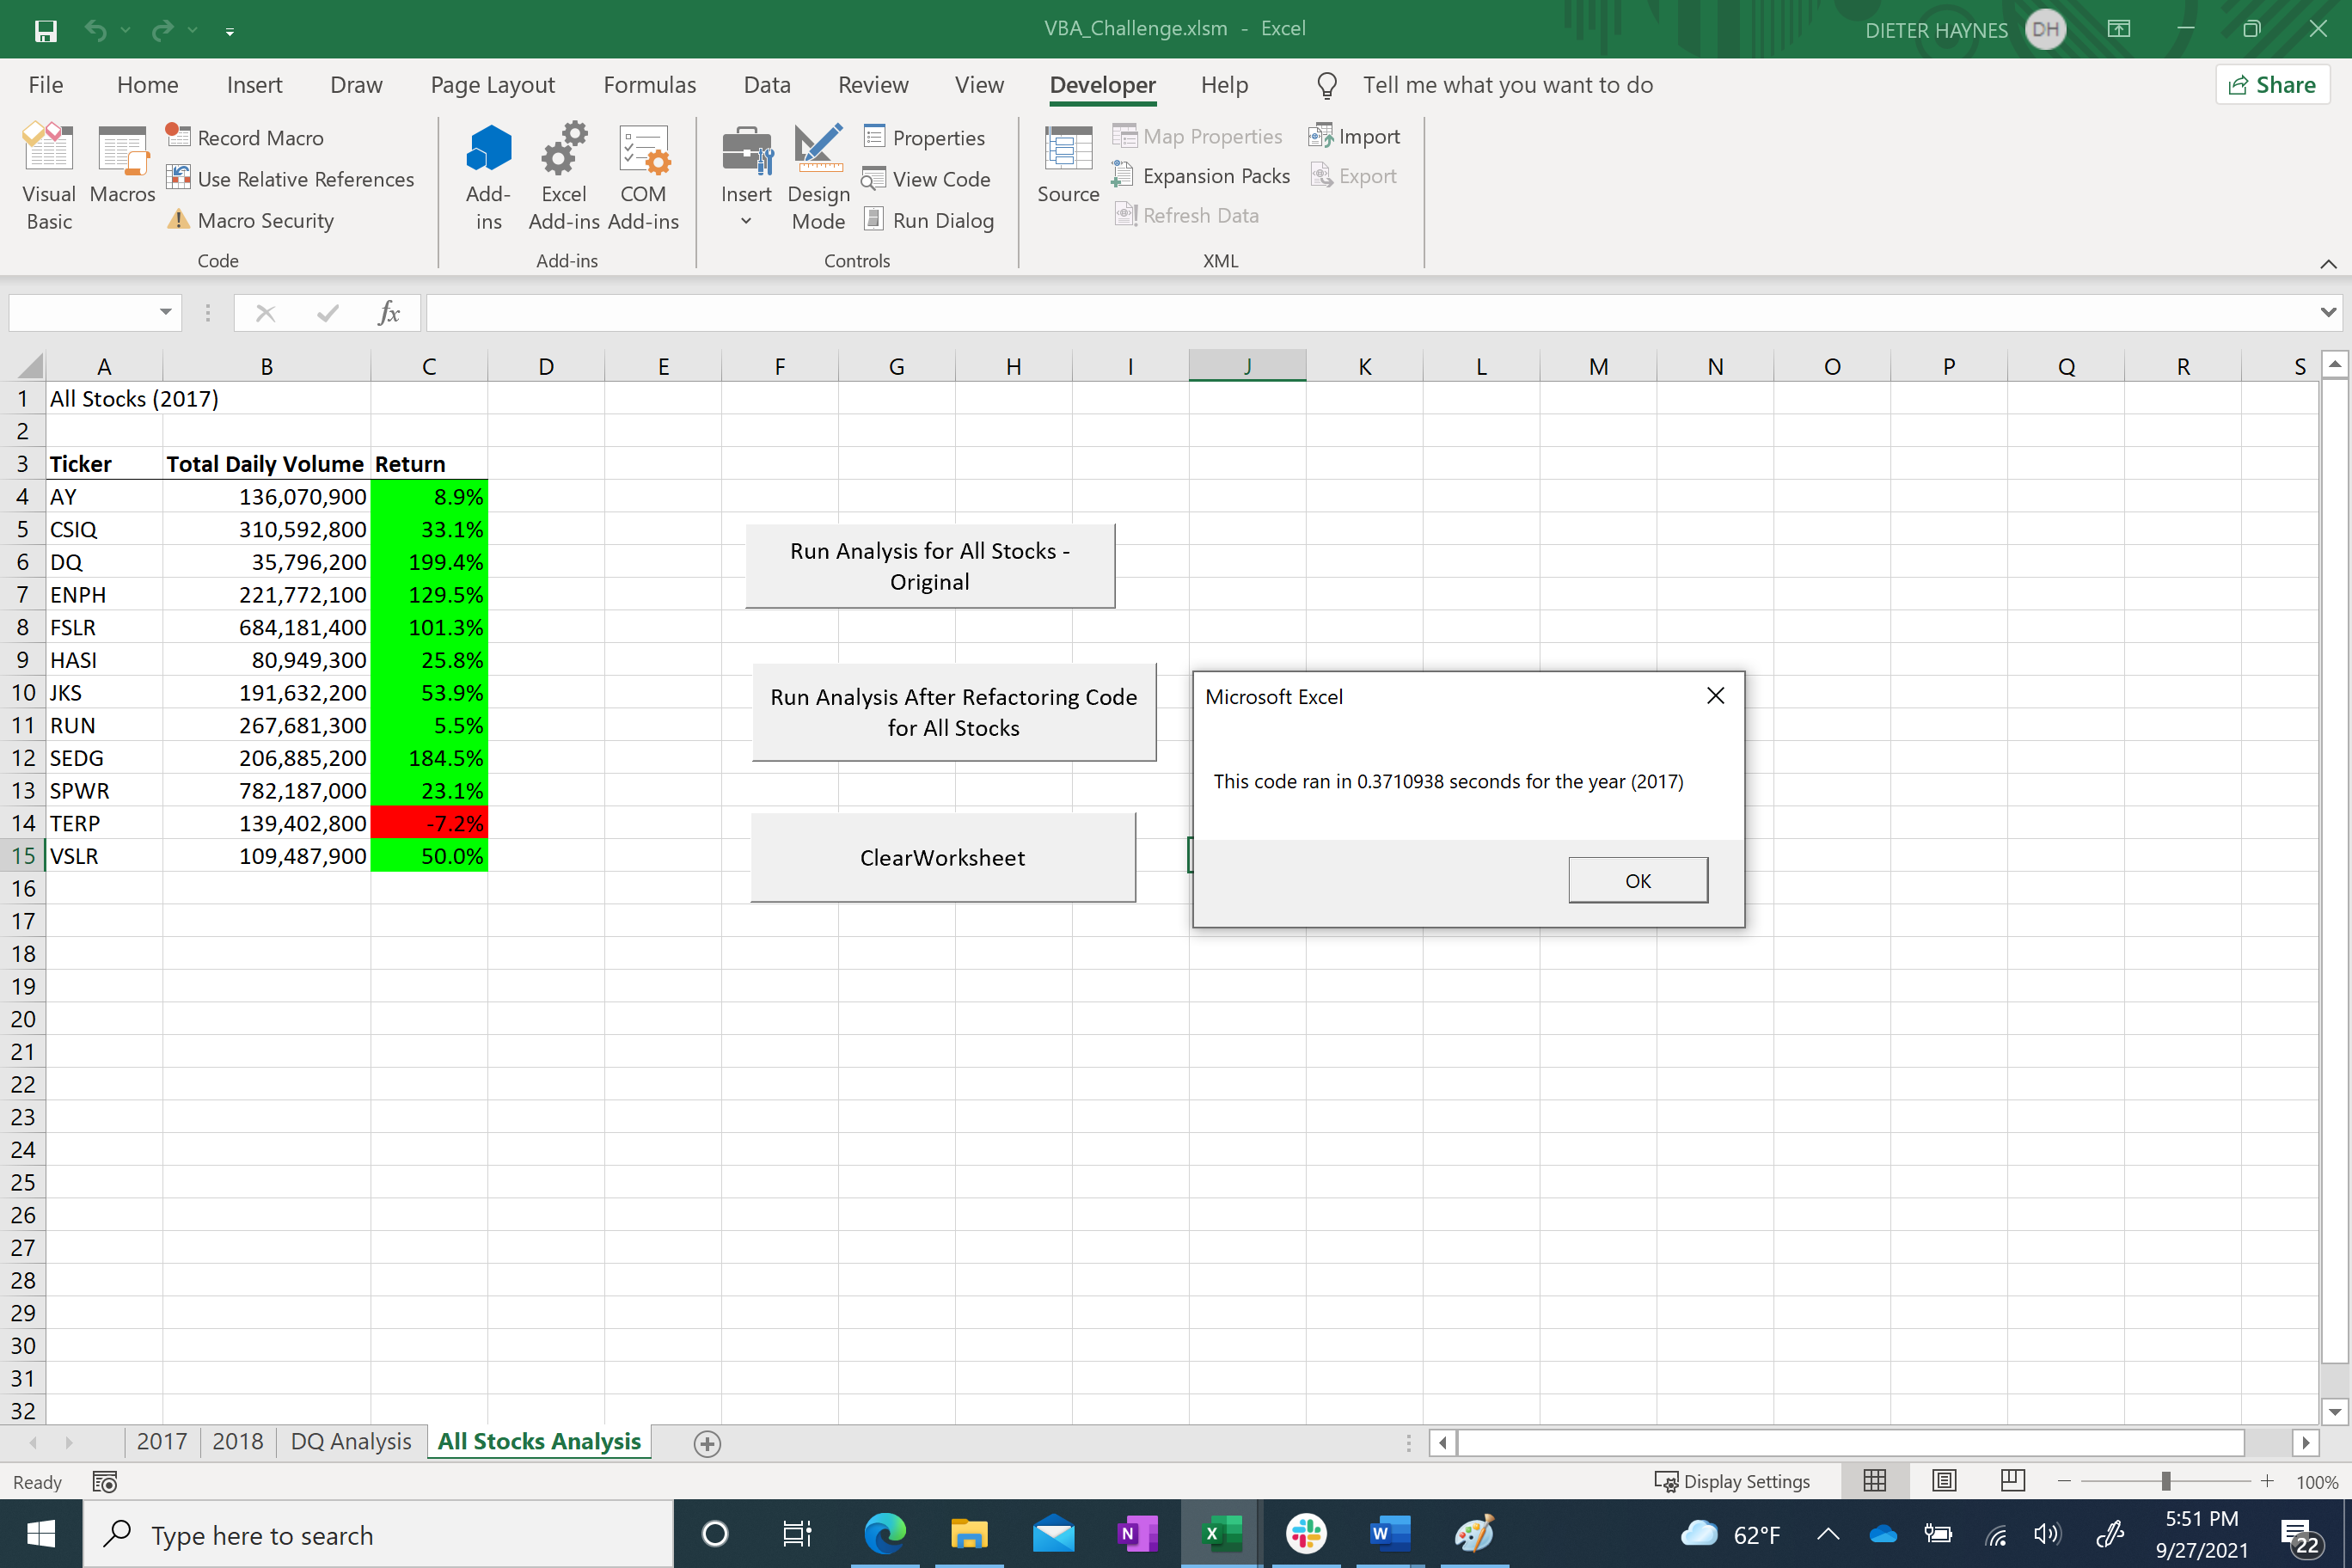 VBA_Challenge.xlsm - Excel
DIETER HAYNES DH
File Home Insert Draw Page Layout Formulas Data Review View Developer Help Tell me what you want to do Share
Visual Basic
Macros
Record Macro
Use Relative References
Macro Security
Code
Add-ins
Excel Add-ins
COM Add-ins
Add-ins
Insert
Design Mode
Properties
View Code
Run Dialog
Controls
Source
Map Properties
Expansion Packs
Refresh Data
Import
Export
XML
fx
A B C D E F G H I J K L M N O P Q R S
1 All Stocks (2017)
2
3 Ticker Total Daily Volume Return
4 AY 136,070,900 8.9%
5 CSIQ 310,592,800 33.1%
6 DQ 35,796,200 199.4%
7 ENPH 221,772,100 129.5%
8 FSLR 684,181,400 101.3%
9 HASI 80,949,300 25.8%
10 JKS 191,632,200 53.9%
11 RUN 267,681,300 5.5%
12 SEDG 206,885,200 184.5%
13 SPWR 782,187,000 23.1%
14 TERP 139,402,800 -7.2%
15 VSLR 109,487,900 50.0%
16
17
18
19
20
21
22
23
24
25
26
27
28
29
30
31
32
Run Analysis for All Stocks -
Original
Run Analysis After Refactoring Code
for All Stocks
ClearWorksheet
Microsoft Excel
This code ran in 0.3710938 seconds for the year (2017)
OK
2017 2018 DQ Analysis All Stocks Analysis
Ready Display Settings 100%
Type here to search
N X W
62°F
5:51 PM
9/27/2021
22